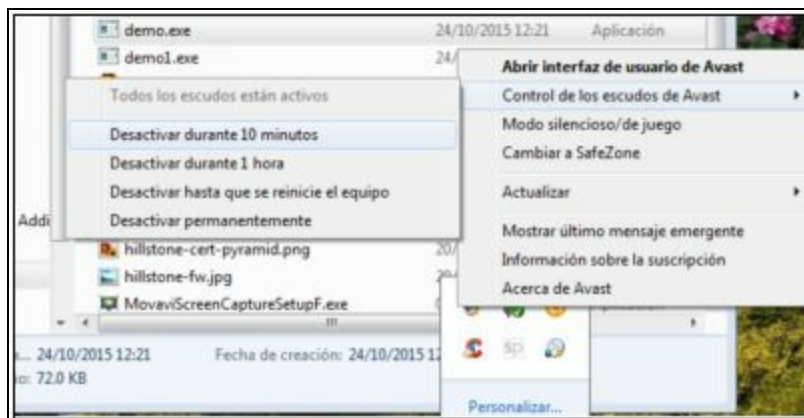 demo.exe 24/10/2015 12:21 Aplicación
demo1.exe 24/
Abrir interfaz de usuario de Avast
Control de los escudos de Avast
Modo silencioso/de juego
Cambiar a SafeZone
Actualizar
Mostrar último mensaje emergente
Información sobre la suscripción
Acerca de Avast
Todos los escudos están activos
Desactivar durante 10 minutos
Desactivar durante 1 hora
Desactivar hasta que se reinicie el equipo
Desactivar permanentemente
Addi
hillstone-cert-pyramid.png 20/
hillstone-fw.jpg
MovaviScreenCaptureSetupF.exe
24/10/2015 12:21 Fecha de creación: 24/10/2015 12
72.0 KB
sp
Personalizar...